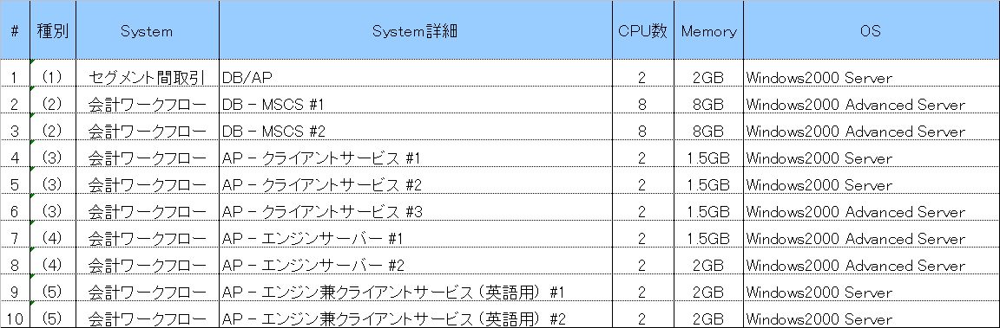 # 種別 System System詳細 CPU数 Memory OS
1 (1) セグメント間取引 DB/AP 2 2GB Windows2000 Server
2 (2) 会計ワークフロー DB - MSCS #1 8 8GB Windows2000 Advanced Server
3 (2) 会計ワークフロー DB - MSCS #2 8 8GB Windows2000 Advanced Server
4 (3) 会計ワークフロー AP - クライアントサービス #1 2 1.5GB Windows2000 Server
5 (3) 会計ワークフロー AP - クライアントサービス #2 2 1.5GB Windows2000 Server
6 (3) 会計ワークフロー AP - クライアントサービス #3 2 1.5GB Windows2000 Advanced Server
7 (4) 会計ワークフロー AP - エンジンサーバー #1 2 1.5GB Windows2000 Advanced Server
8 (4) 会計ワークフロー AP - エンジンサーバー #2 2 2GB Windows2000 Advanced Server
9 (5) 会計ワークフロー AP - エンジン兼クライアントサービス (英語用) #1 2 2GB Windows2000 Server
10 (5) 会計ワークフロー AP - エンジン兼クライアントサービス (英語用) #2 2 2GB Windows2000 Server